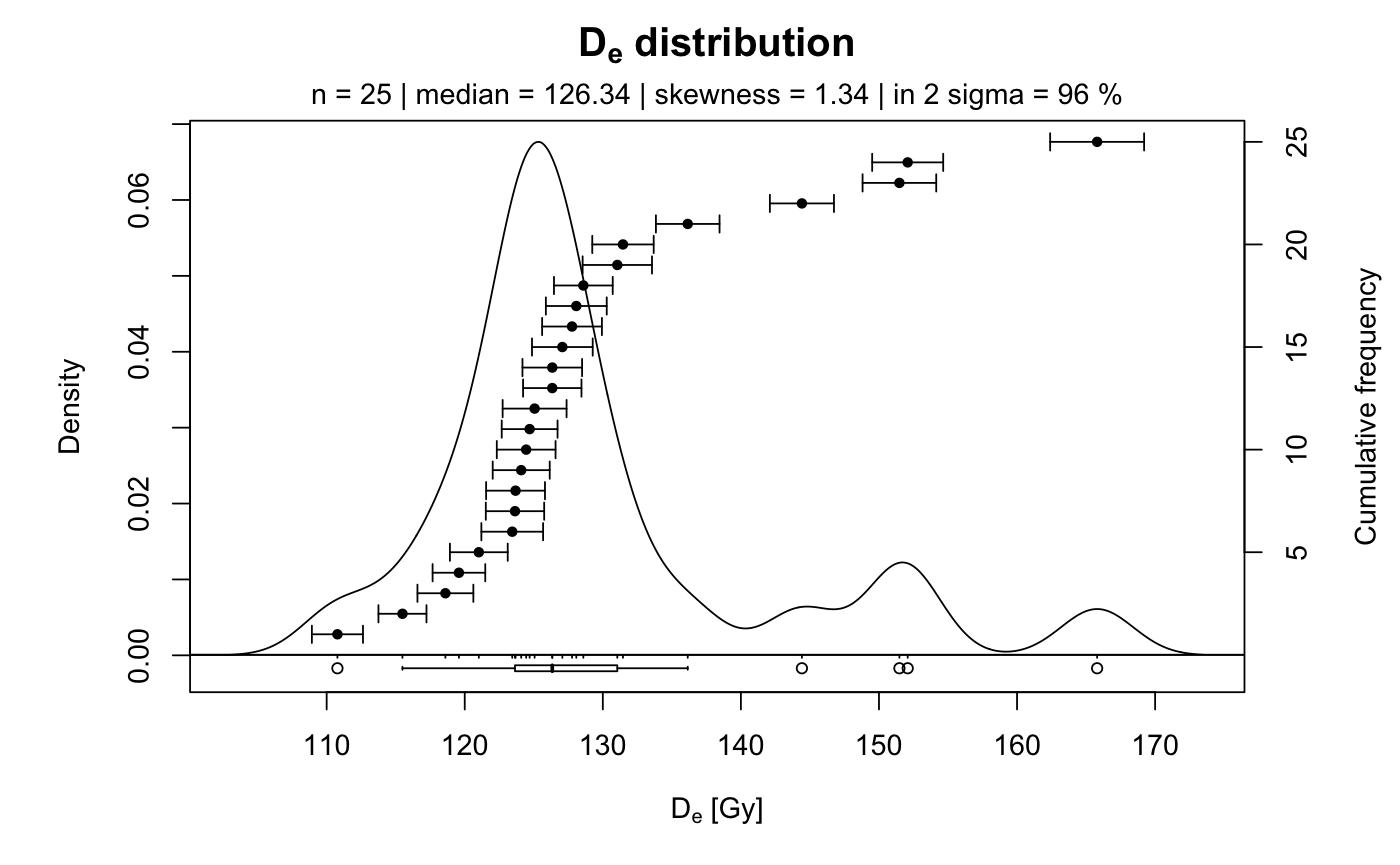 De distribution
n = 25 | median = 126.34 | skewness = 1.34 | in 2 sigma = 96 %
Density
0.00
0.02
0.04
0.06
Cumulative frequency
5
10
15
20
25
110 120 130 140 150 160 170
De [Gy]